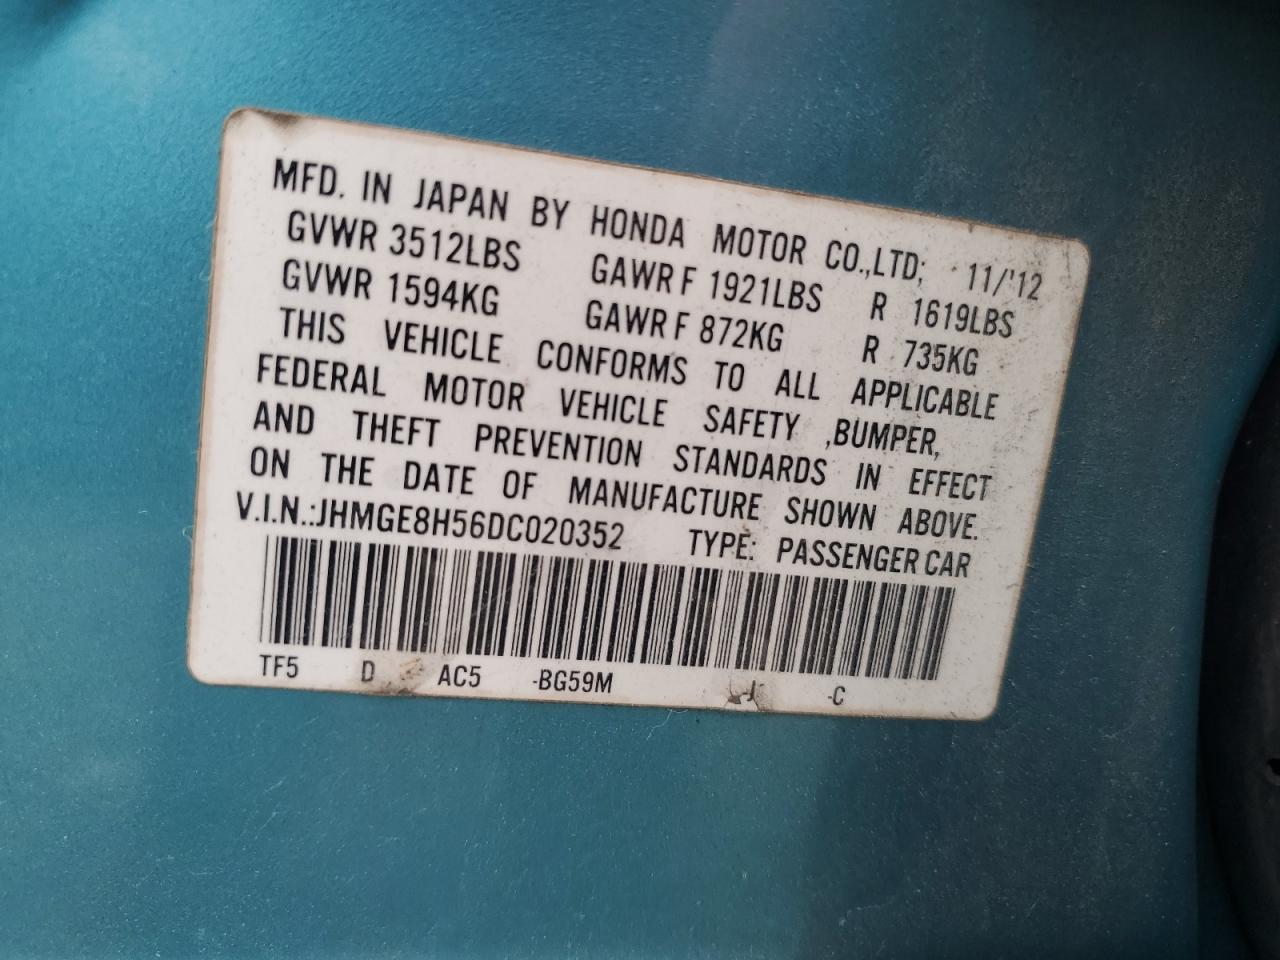 MFD. IN JAPAN BY HONDA MOTOR CO.,LTD; 11/'12
GVWR 3512LBS GAWR F 1921LBS R 1619LBS
GVWR 1594KG GAWR F 872KG R 735KG
THIS VEHICLE CONFORMS TO ALL APPLICABLE
FEDERAL MOTOR VEHICLE SAFETY ,BUMPER,
AND THEFT PREVENTION STANDARDS IN EFFECT
ON THE DATE OF MANUFACTURE SHOWN ABOVE.
V.I.N.:JHMGE8H56DC020352 TYPE: PASSENGER CAR
TF5 D AC5 -BG59M -J -C